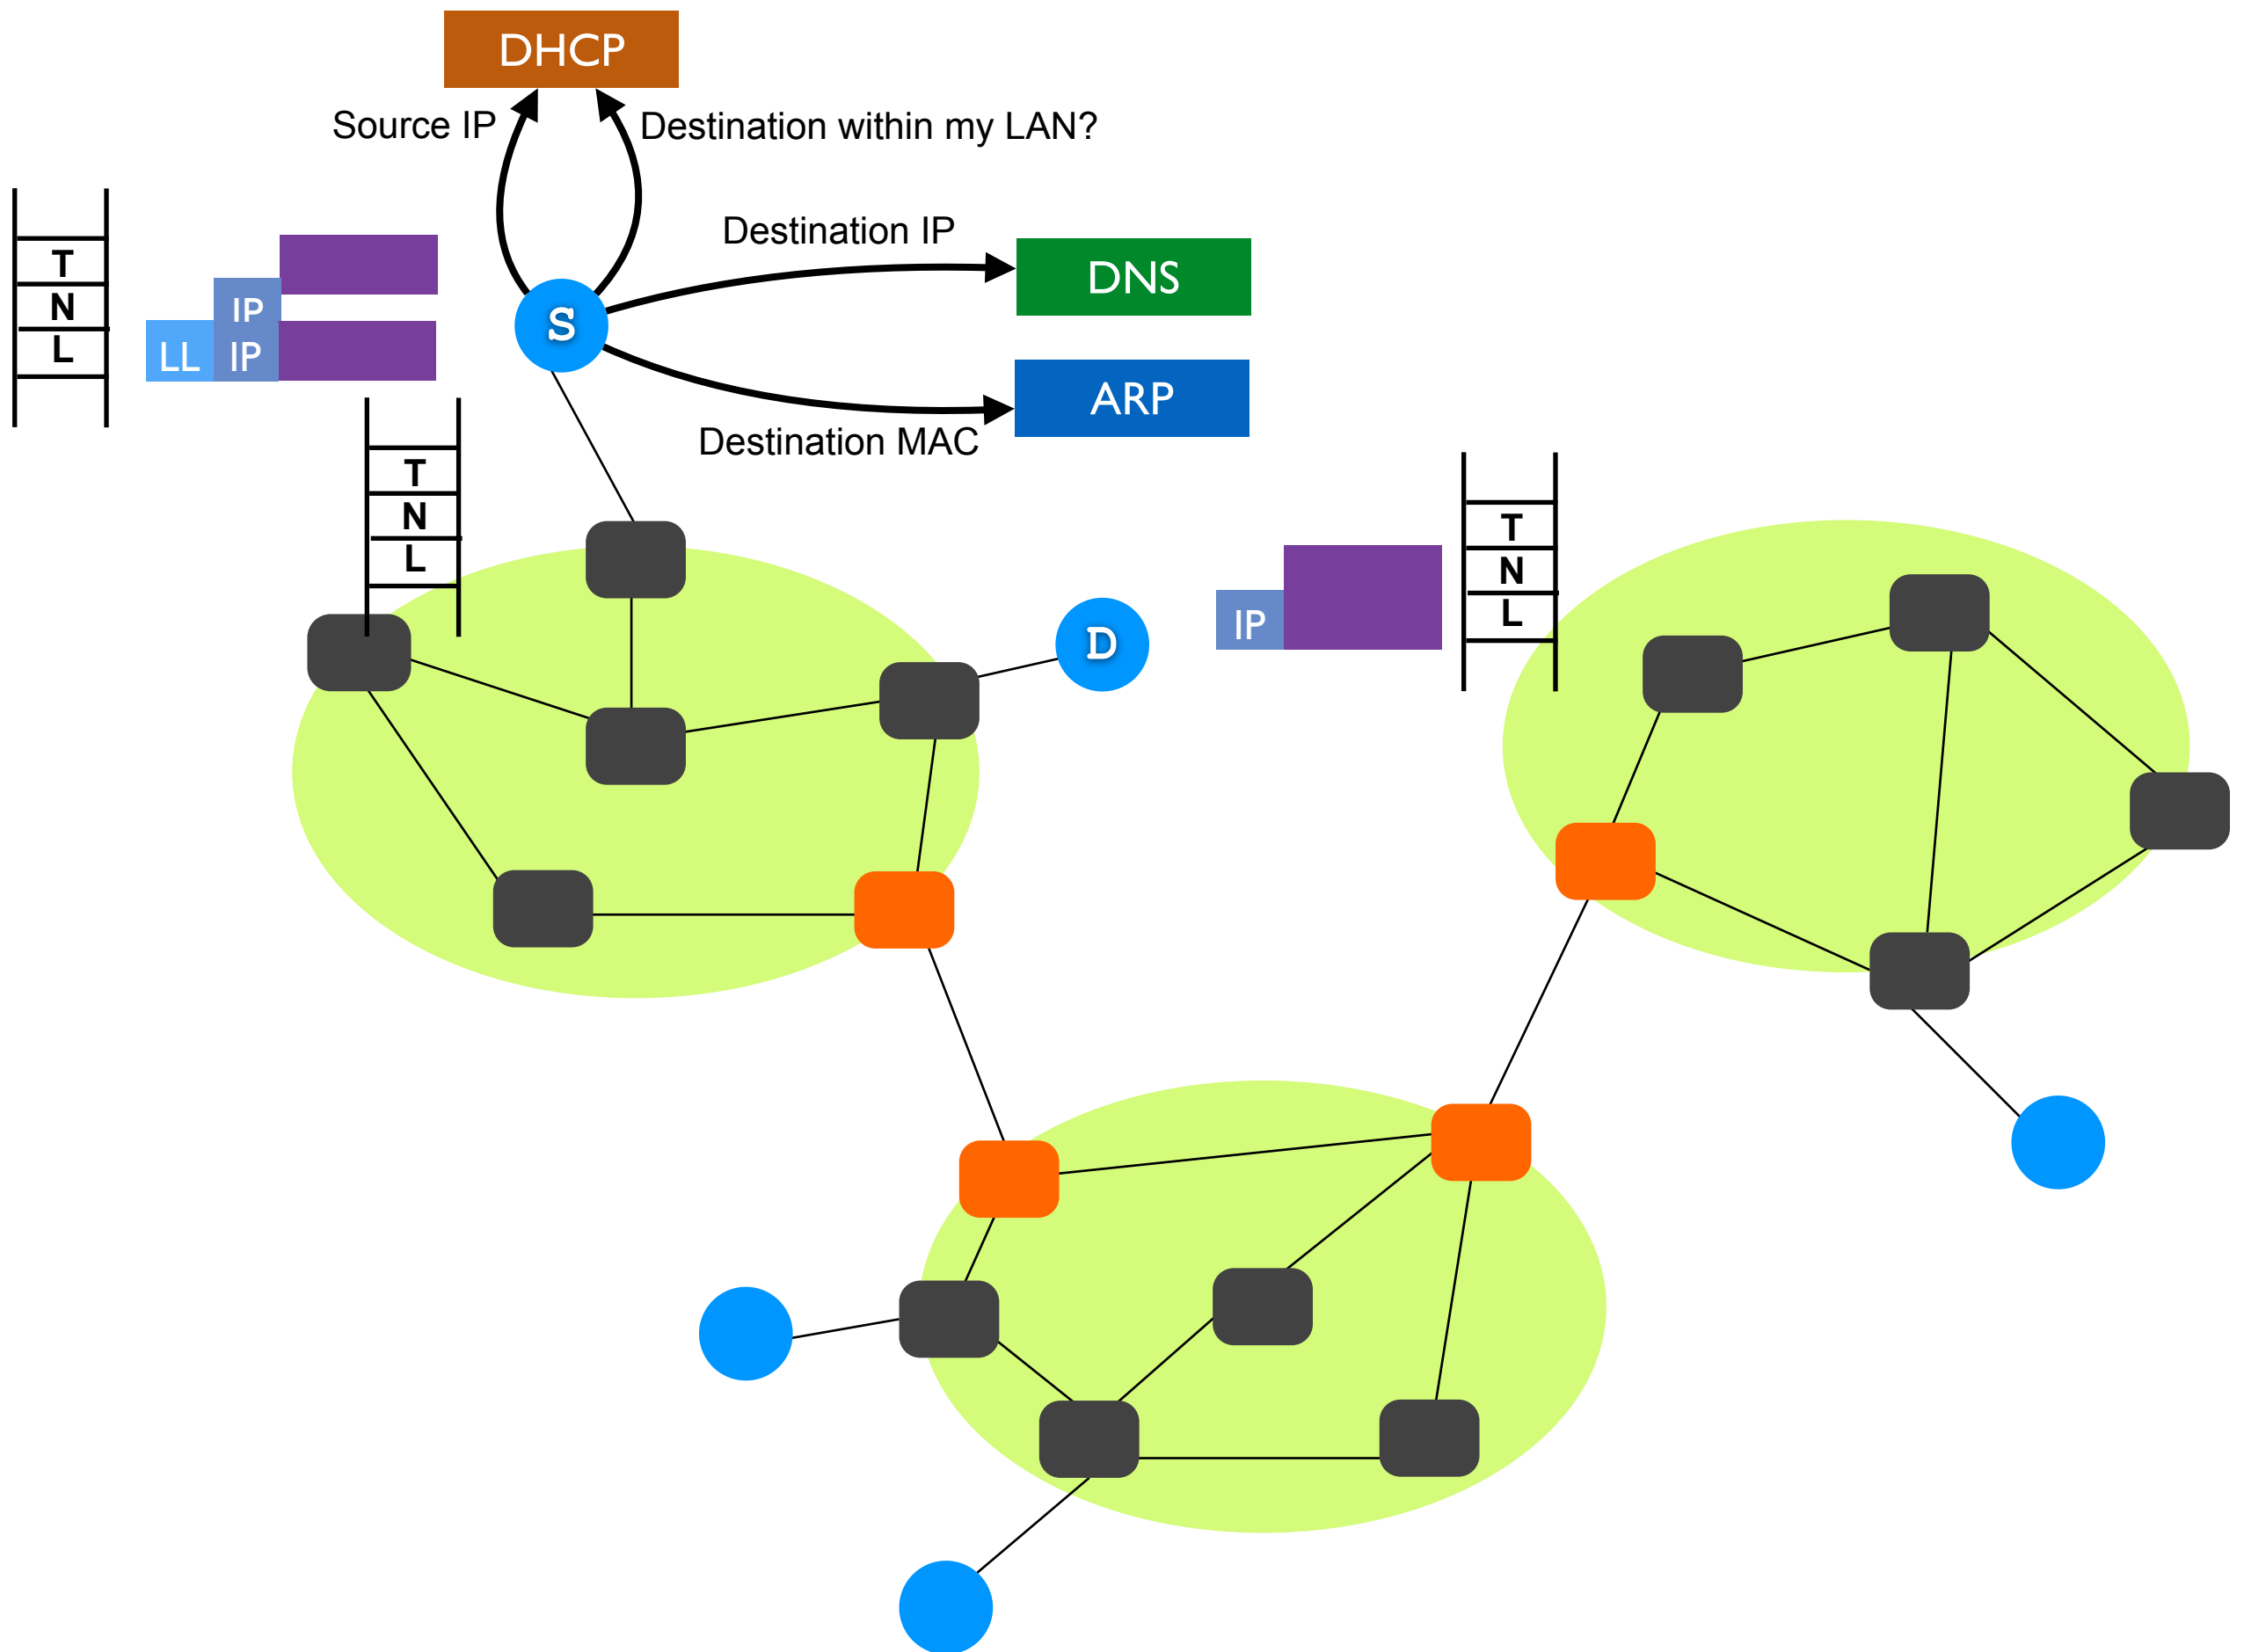 DHCP
Source IP
Destination within my LAN?
Destination IP
DNS
T
N
L
IP
LL IP
S
ARP
Destination MAC
T
N
L
T
N
L
IP
D